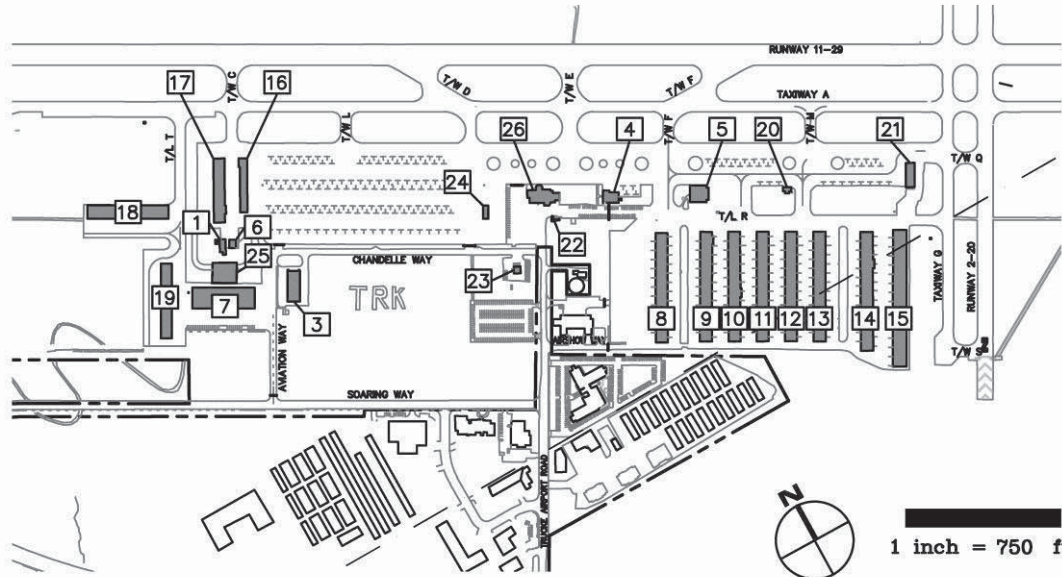 RUNWAY 11-29
17
T/W C
16
T/W D
T/W E
T/W F
TAXIWAY A
T/L T
T/W L
26
4
T/W F
5
20
T/W M
21
T/W Q
24
18
1
6
T/L R
22
CHANDELLE WAY
23
25
19
7
TRK
3
8
9
10
11
12
13
14
15
TAXIWAY G
RUNWAY 2-20
AVIATION WAY
T/W S
SOARING WAY
TRUCKEE AIRPORT ROAD
N
1 inch = 750 f